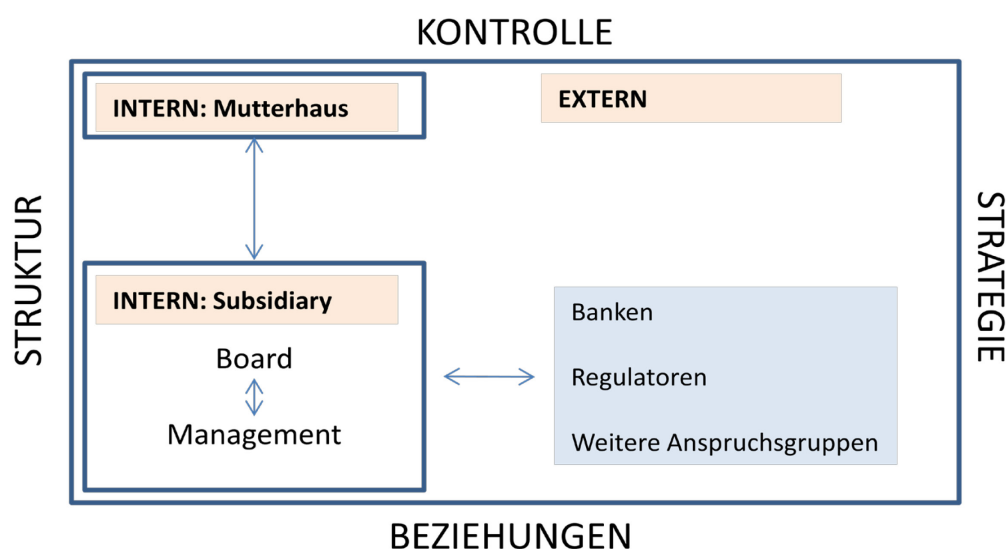 KONTROLLE
INTERN: Mutterhaus
EXTERN
STRUKTUR
STRATEGIE
INTERN: Subsidiary
Board
Management
Banken
Regulatoren
Weitere Anspruchsgruppen
BEZIEHUNGEN